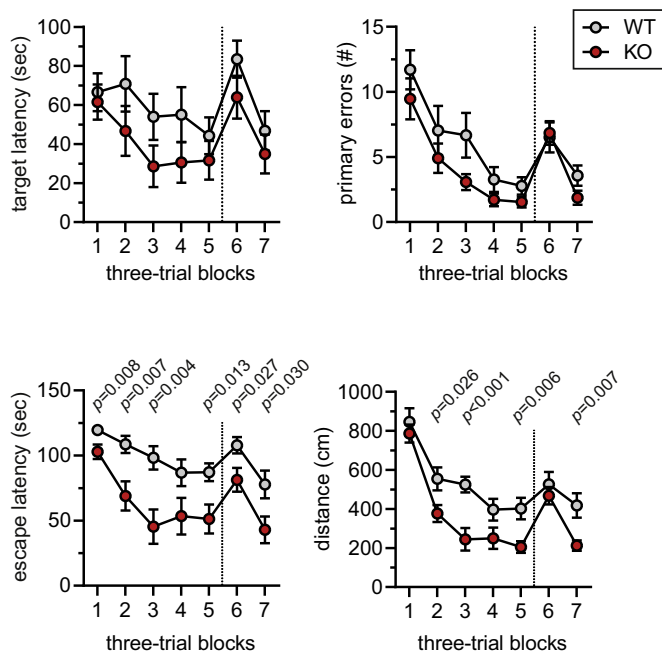 WT
KO
target latency (sec)
100
80
60
40
20
0
1 2 3 4 5 6 7
three-trial blocks
primary errors (#)
15
10
5
0
1 2 3 4 5 6 7
three-trial blocks
escape latency (sec)
150
100
50
0
p=0.008
p=0.007
p=0.004
p=0.013
p=0.027
p=0.030
1 2 3 4 5 6 7
three-trial blocks
distance (cm)
1000
800
600
400
200
0
p=0.026
p<0.001
p=0.006
p=0.007
1 2 3 4 5 6 7
three-trial blocks